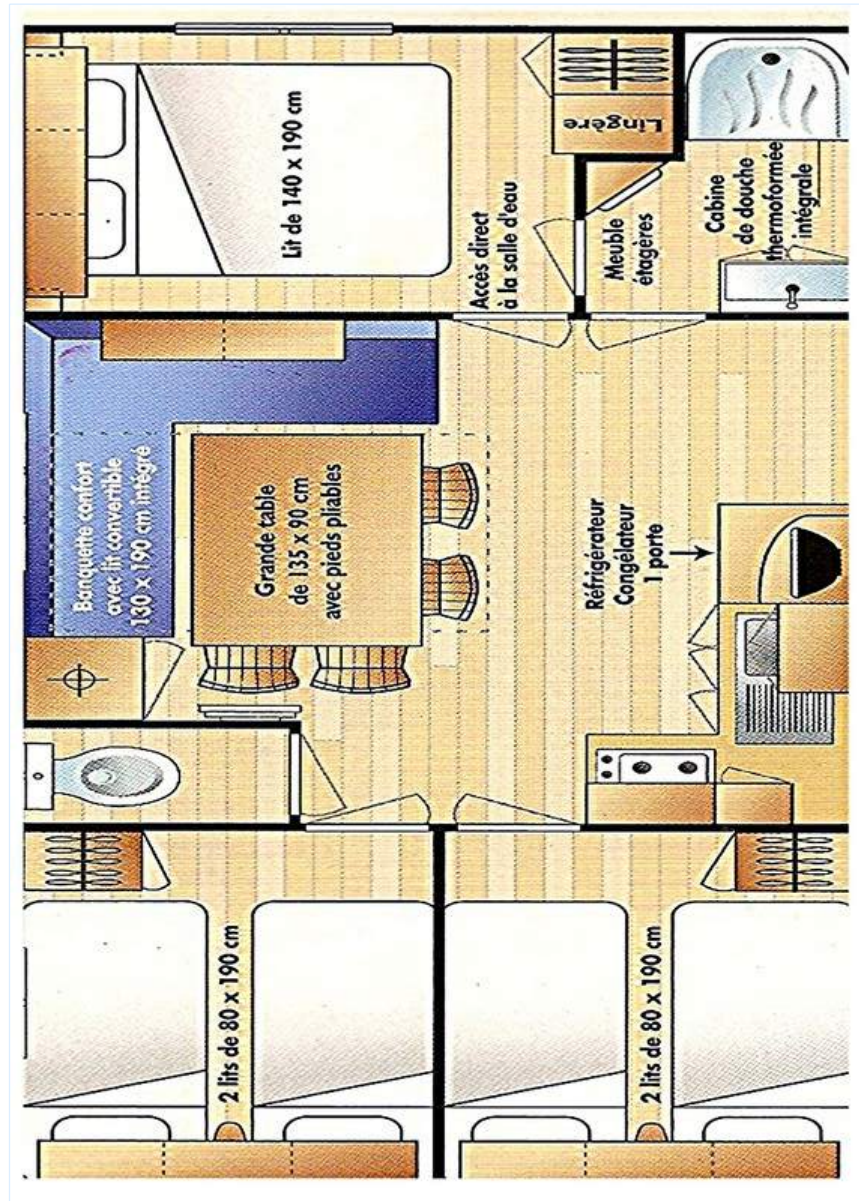 Lit de 140 x 190 cm
Lingère
Accès direct
à la salle d'eau
Meuble
étagères
Cabine
de douche
thermoformée
intégrale
Banquette confort
avec lit convertible
130 x 190 cm intégré
Grande table
de 135 x 90 cm
avec pieds pliables
Réfrigérateur
Congélateur
1 porte
2 lits de 80 x 190 cm
2 lits de 80 x 190 cm